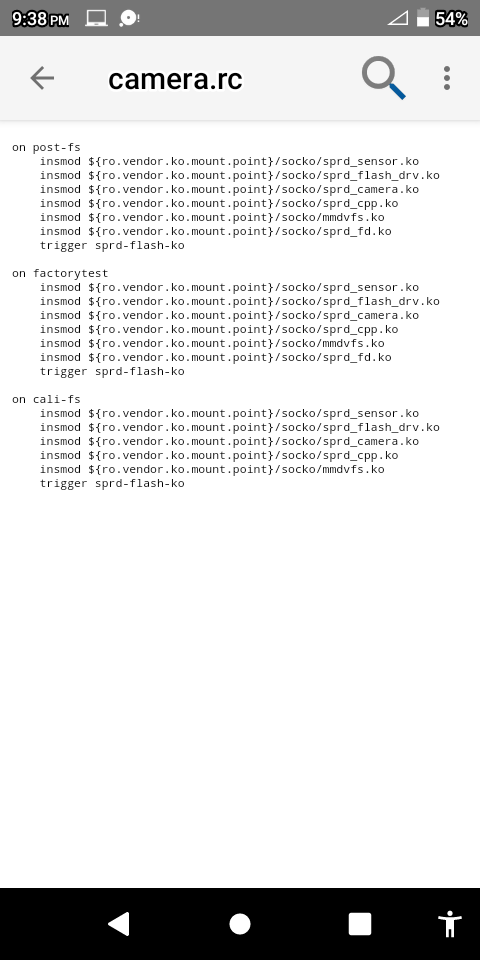 9:38 PM
54%
camera.rc
on post-fs
    insmod ${ro.vendor.ko.mount.point}/socko/sprd_sensor.ko
    insmod ${ro.vendor.ko.mount.point}/socko/sprd_flash_drv.ko
    insmod ${ro.vendor.ko.mount.point}/socko/sprd_camera.ko
    insmod ${ro.vendor.ko.mount.point}/socko/sprd_cpp.ko
    insmod ${ro.vendor.ko.mount.point}/socko/mmdvfs.ko
    insmod ${ro.vendor.ko.mount.point}/socko/sprd_fd.ko
    trigger sprd-flash-ko
on factorytest
    insmod ${ro.vendor.ko.mount.point}/socko/sprd_sensor.ko
    insmod ${ro.vendor.ko.mount.point}/socko/sprd_flash_drv.ko
    insmod ${ro.vendor.ko.mount.point}/socko/sprd_camera.ko
    insmod ${ro.vendor.ko.mount.point}/socko/sprd_cpp.ko
    insmod ${ro.vendor.ko.mount.point}/socko/mmdvfs.ko
    insmod ${ro.vendor.ko.mount.point}/socko/sprd_fd.ko
    trigger sprd-flash-ko
on cali-fs
    insmod ${ro.vendor.ko.mount.point}/socko/sprd_sensor.ko
    insmod ${ro.vendor.ko.mount.point}/socko/sprd_flash_drv.ko
    insmod ${ro.vendor.ko.mount.point}/socko/sprd_camera.ko
    insmod ${ro.vendor.ko.mount.point}/socko/sprd_cpp.ko
    insmod ${ro.vendor.ko.mount.point}/socko/mmdvfs.ko
    trigger sprd-flash-ko